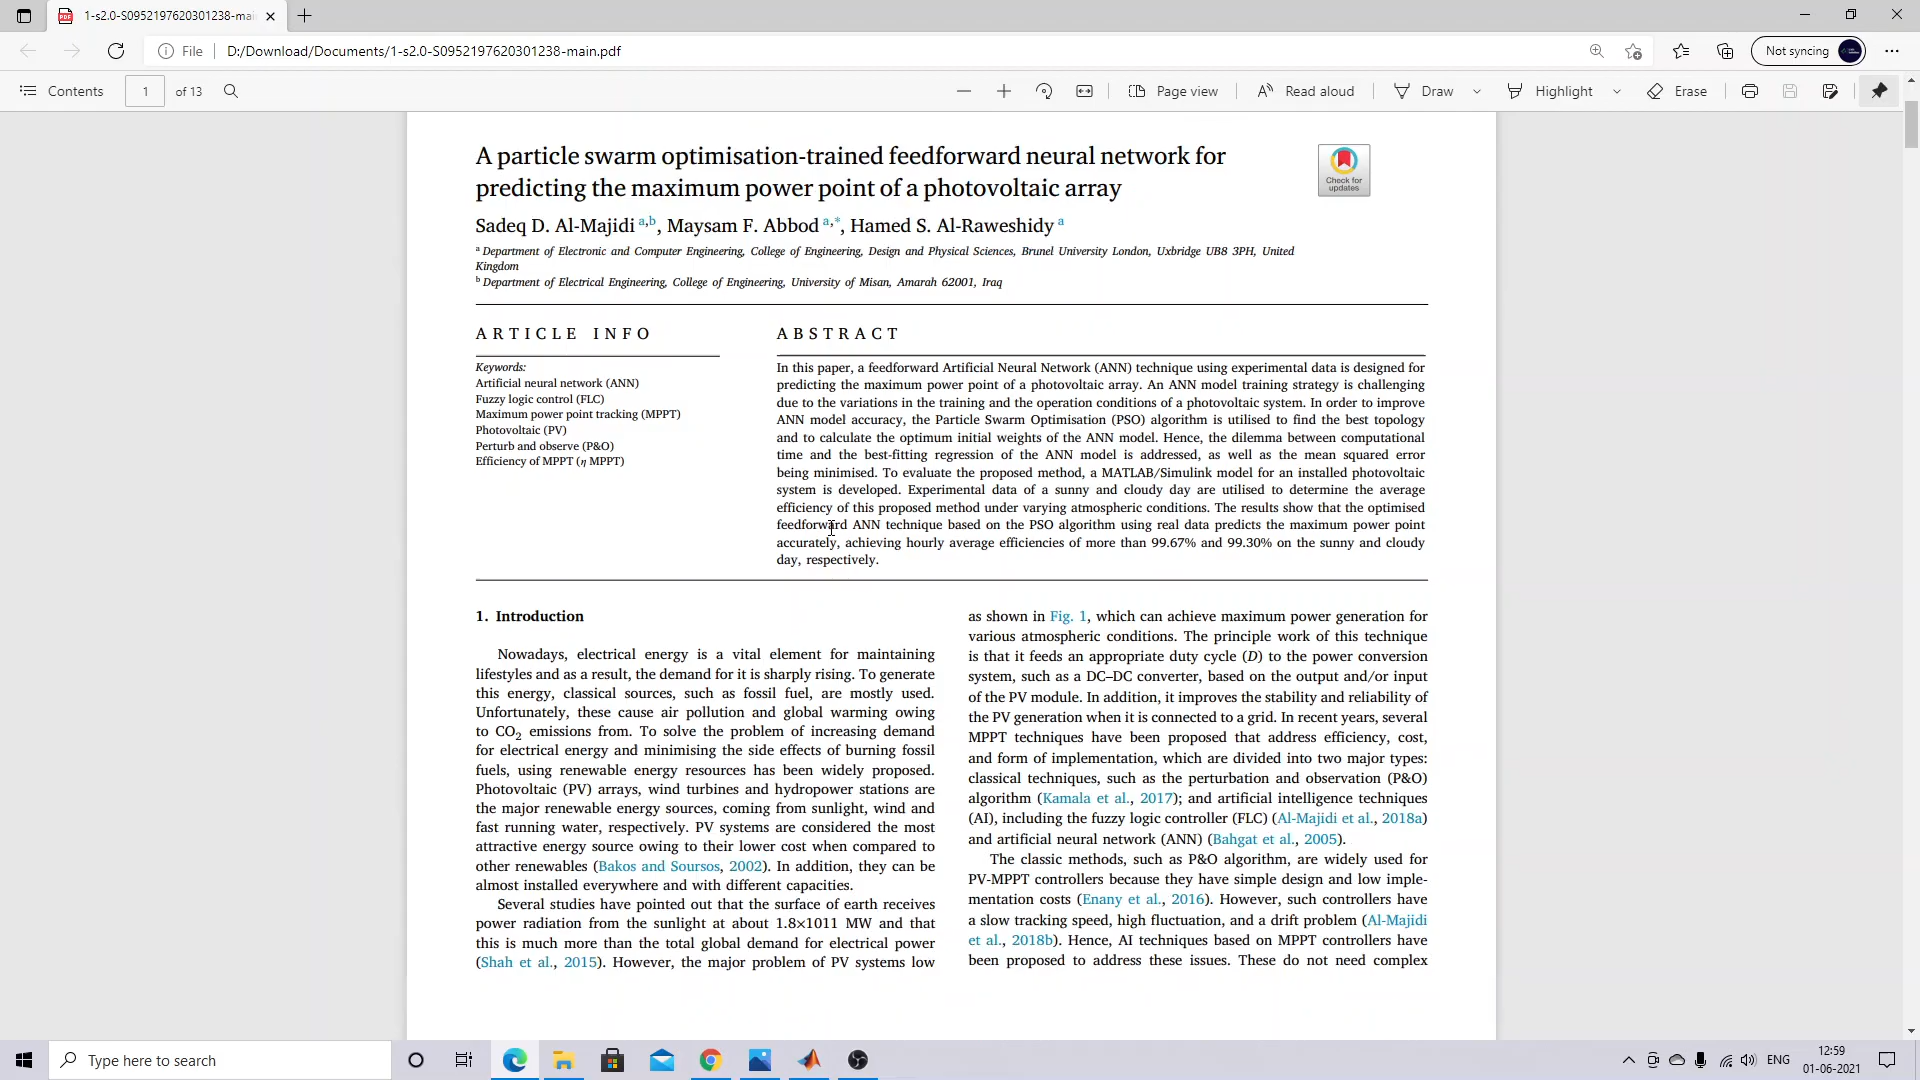 1-s2.0-S0952197620301238-mai
File
D:/Download/Documents/1-s2.0-S0952197620301238-main.pdf
Not syncing
Contents
1
of 13
Page view
Read aloud
Draw
Highlight
Erase
A particle swarm optimisation-trained feedforward neural network for
predicting the maximum power point of a photovoltaic array
Check for
updates
Sadeq D. Al-Majidi a,b, Maysam F. Abbod a,*, Hamed S. Al-Raweshidy a
a Department of Electronic and Computer Engineering, College of Engineering, Design and Physical Sciences, Brunel University London, Uxbridge UB8 3PH, United
Kingdom
b Department of Electrical Engineering, College of Engineering, University of Misan, Amarah 62001, Iraq
ARTICLE INFO
Keywords:
Artificial neural network (ANN)
Fuzzy logic control (FLC)
Maximum power point tracking (MPPT)
Photovoltaic (PV)
Perturb and observe (P&O)
Efficiency of MPPT (η MPPT)
ABSTRACT
In this paper, a feedforward Artificial Neural Network (ANN) technique using experimental data is designed for
predicting the maximum power point of a photovoltaic array. An ANN model training strategy is challenging
due to the variations in the training and the operation conditions of a photovoltaic system. In order to improve
ANN model accuracy, the Particle Swarm Optimisation (PSO) algorithm is utilised to find the best topology
and to calculate the optimum initial weights of the ANN model. Hence, the dilemma between computational
time and the best-fitting regression of the ANN model is addressed, as well as the mean squared error
being minimised. To evaluate the proposed method, a MATLAB/Simulink model for an installed photovoltaic
system is developed. Experimental data of a sunny and cloudy day are utilised to determine the average
efficiency of this proposed method under varying atmospheric conditions. The results show that the optimised
feedforward ANN technique based on the PSO algorithm using real data predicts the maximum power point
accurately, achieving hourly average efficiencies of more than 99.67% and 99.30% on the sunny and cloudy
day, respectively.
1. Introduction
Nowadays, electrical energy is a vital element for maintaining
lifestyles and as a result, the demand for it is sharply rising. To generate
this energy, classical sources, such as fossil fuel, are mostly used.
Unfortunately, these cause air pollution and global warming owing
to CO2 emissions from. To solve the problem of increasing demand
for electrical energy and minimising the side effects of burning fossil
fuels, using renewable energy resources has been widely proposed.
Photovoltaic (PV) arrays, wind turbines and hydropower stations are
the major renewable energy sources, coming from sunlight, wind and
fast running water, respectively. PV systems are considered the most
attractive energy source owing to their lower cost when compared to
other renewables (Bakos and Soursos, 2002). In addition, they can be
almost installed everywhere and with different capacities.
Several studies have pointed out that the surface of earth receives
power radiation from the sunlight at about 1.8×1011 MW and that
this is much more than the total global demand for electrical power
(Shah et al., 2015). However, the major problem of PV systems low
as shown in Fig. 1, which can achieve maximum power generation for
various atmospheric conditions. The principle work of this technique
is that it feeds an appropriate duty cycle (D) to the power conversion
system, such as a DC–DC converter, based on the output and/or input
of the PV module. In addition, it improves the stability and reliability of
the PV generation when it is connected to a grid. In recent years, several
MPPT techniques have been proposed that address efficiency, cost,
and form of implementation, which are divided into two major types:
classical techniques, such as the perturbation and observation (P&O)
algorithm (Kamala et al., 2017); and artificial intelligence techniques
(AI), including the fuzzy logic controller (FLC) (Al-Majidi et al., 2018a)
and artificial neural network (ANN) (Bahgat et al., 2005).
The classic methods, such as P&O algorithm, are widely used for
PV-MPPT controllers because they have simple design and low imple-
mentation costs (Enany et al., 2016). However, such controllers have
a slow tracking speed, high fluctuation, and a drift problem (Al-Majidi
et al., 2018b). Hence, AI techniques based on MPPT controllers have
been proposed to address these issues. These do not need complex
Type here to search
ENG
12:59
01-06-2021